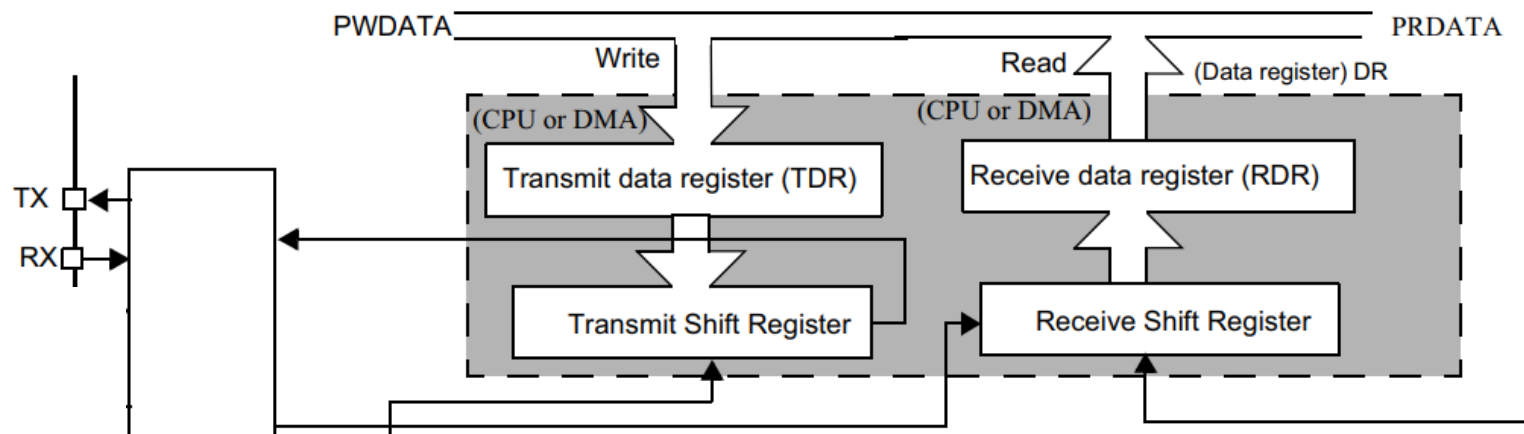 PWDATA
PRDATA
Write
Read
(Data register) DR
(CPU or DMA)
(CPU or DMA)
Transmit data register (TDR)
Receive data register (RDR)
TX
RX
Transmit Shift Register
Receive Shift Register